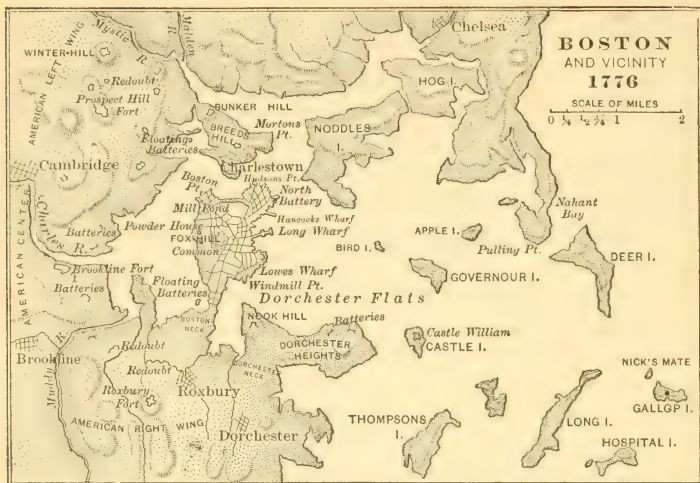 BOSTON
AND VICINITY
1776
SCALE OF MILES
0 ¼ ½ ¾ 1 2
Chelsea
Mystic R.
Malden R.
WINTER-HILL
AMERICAN LEFT WING
Redoubt
Prospect Hill
Fort
HOG I.
BUNKER HILL
Mortons
Pt.
BREEDS
HILL
NODDLES
I.
Floating
Batteries
Cambridge
Charlestown
Hudsons Pt.
Boston
Pt.
North
Battery
Mill Pond
Hancocks Wharf
Powder House
Long Wharf
FOX HILL
Common
Charles R.
Batteries
AMERICAN CENTER
Nahant
Bay
APPLE I.
Pulling Pt.
BIRD I.
DEER I.
GOVERNOUR I.
Brookline Fort
Batteries
Floating
Batteries
Lowes Wharf
Windmill Pt.
Dorchester Flats
BOSTON
NECK
NOOK HILL
Batteries
DORCHESTER
HEIGHTS
Castle William
CASTLE I.
Brookline
Muddy R.
Redoubt
Redoubt
Roxbury
Fort
Roxbury
DORCHESTER
NECK
NICK'S MATE
GALLOP I.
AMERICAN RIGHT WING
Dorchester
THOMPSONS
I.
LONG I.
HOSPITAL I.